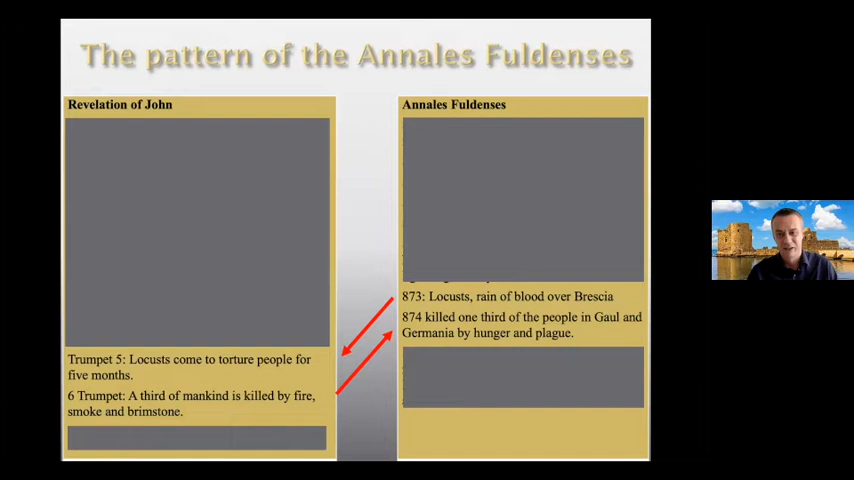 The pattern of the Annales Fuldenses
Revelation of John
Trumpet 5: Locusts come to torture people for
five months.
6 Trumpet: A third of mankind is killed by fire,
smoke and brimstone.
Annales Fuldenses
873: Locusts, rain of blood over Brescia
874 killed one third of the people in Gaul and
Germania by hunger and plague.